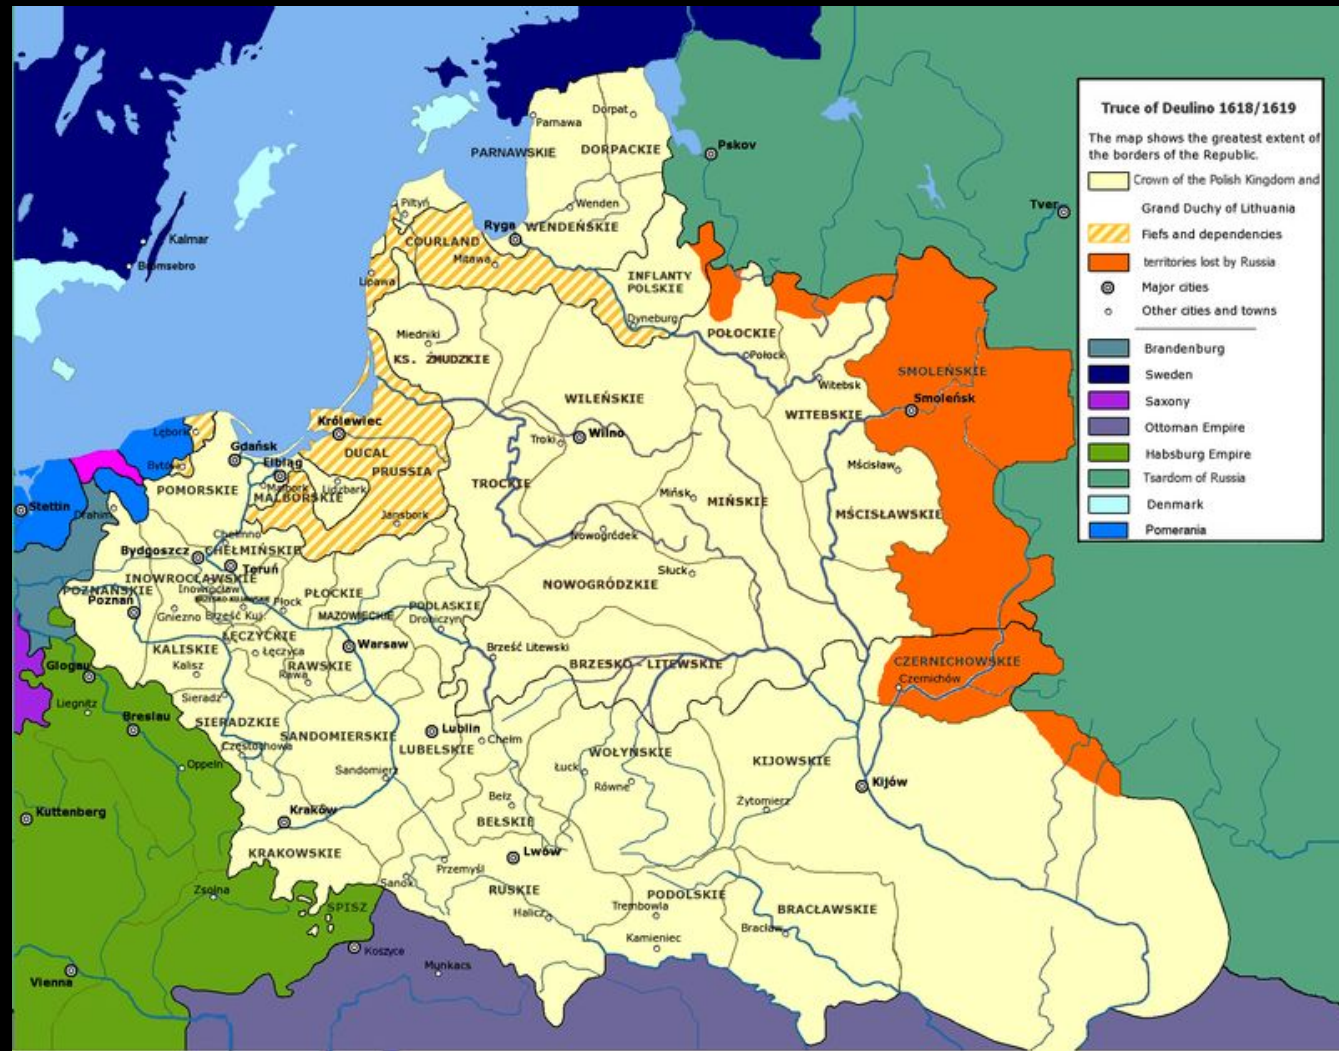 Truce of Deulino 1618/1619
The map shows the greatest extent of
the borders of the Republic.
Crown of the Polish Kingdom and
Grand Duchy of Lithuania
Fiefs and dependencies
territories lost by Russia
Major cities
Other cities and towns
Brandenburg
Sweden
Saxony
Ottoman Empire
Habsburg Empire
Tsardom of Russia
Denmark
Pomerania
Dorpat
Parnawa
PARNAWSKIE
DORPACKIE
Pskov
Piltyń
Wenden
Tver
Ryga
WENDEŃSKIE
Kalmar
COURLAND
Mitawa
Bromsebro
Lipawa
INFLANTY
POLSKIE
Dyneburg
Miedniki
POŁOCKIE
KS. ŻMUDZKIE
Połock
SMOLEŃSKIE
Witebsk
WILEŃSKIE
Smoleńsk
WITEBSKIE
Królewiec
Lębork
Wilno
Troki
Gdańsk
DUCAL
PRUSSIA
Elbląg
Bytów
Mścisław
Malbork
Lidzbark
MALBORSKIE
POMORSKIE
TROCKIE
Mińsk
MIŃSKIE
Stettin
Drahim
Jansbork
MŚCISŁAWSKIE
Chełmno
Nowogródek
Bydgoszcz
CHEŁMIŃSKIE
Toruń
Słuck
INOWROCŁAWSKIE
NOWOGRÓDZKIE
POZNAŃSKIE
Inowrocław
PŁOCKIE
Poznań
Płock
PODLASKIE
Gniezno
Brześć Kuj.
MAZOWIECKIE
Drohiczyn
ŁĘCZYCKIE
Warsaw
KALISKIE
Łęczyca
Brześć Litewski
Kalisz
RAWSKIE
Rawa
BRZESKO - LITEWSKIE
CZERNICHOWSKIE
Czernichów
Glogau
Liegnitz
Sieradz
Breslau
SIERADZKIE
SANDOMIERSKIE
Lublin
LUBELSKIE
Chełm
Częstochowa
WOŁYŃSKIE
KIJOWSKIE
Oppeln
Sandomierz
Łuck
Równe
Kijów
Bełz
Żytomierz
Kuttenberg
Kraków
BEŁSKIE
KRAKOWSKIE
Lwów
Przemyśl
Sanok
Zsolna
RUSKIE
PODOLSKIE
SPISZ
Trembowla
BRACŁAWSKIE
Halicz
Bracław
Kamieniec
Koszyce
Munkacs
Vienna